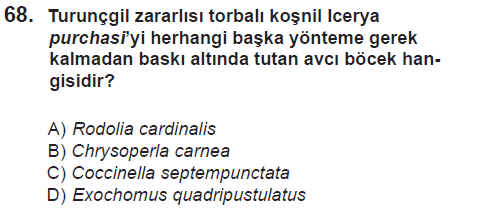 68. Turunçgil zararlısı torbalı koşnil Icerya
purchasi'yi herhangi başka yönteme gerek
kalmadan baskı altında tutan avcı böcek han-
gisidir?
A) Rodolia cardinalis
B) Chrysoperla carnea
C) Coccinella septempunctata
D) Exochomus quadripustulatus